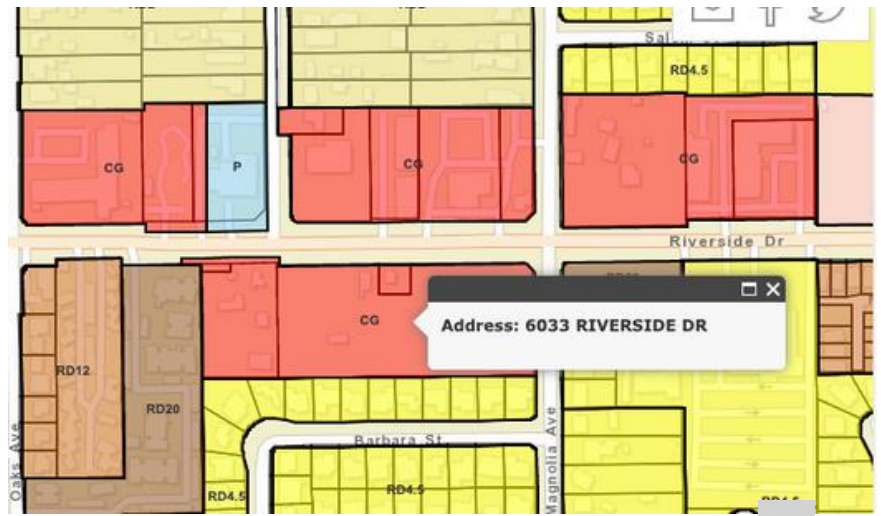 Sal
RD4.5
CG
P
CG
CG
Riverside Dr
Address: 6033 RIVERSIDE DR
CG
RD12
RD20
Barbara St
Oaks Ave
Magnolia Ave
RD4.5
RD4.5